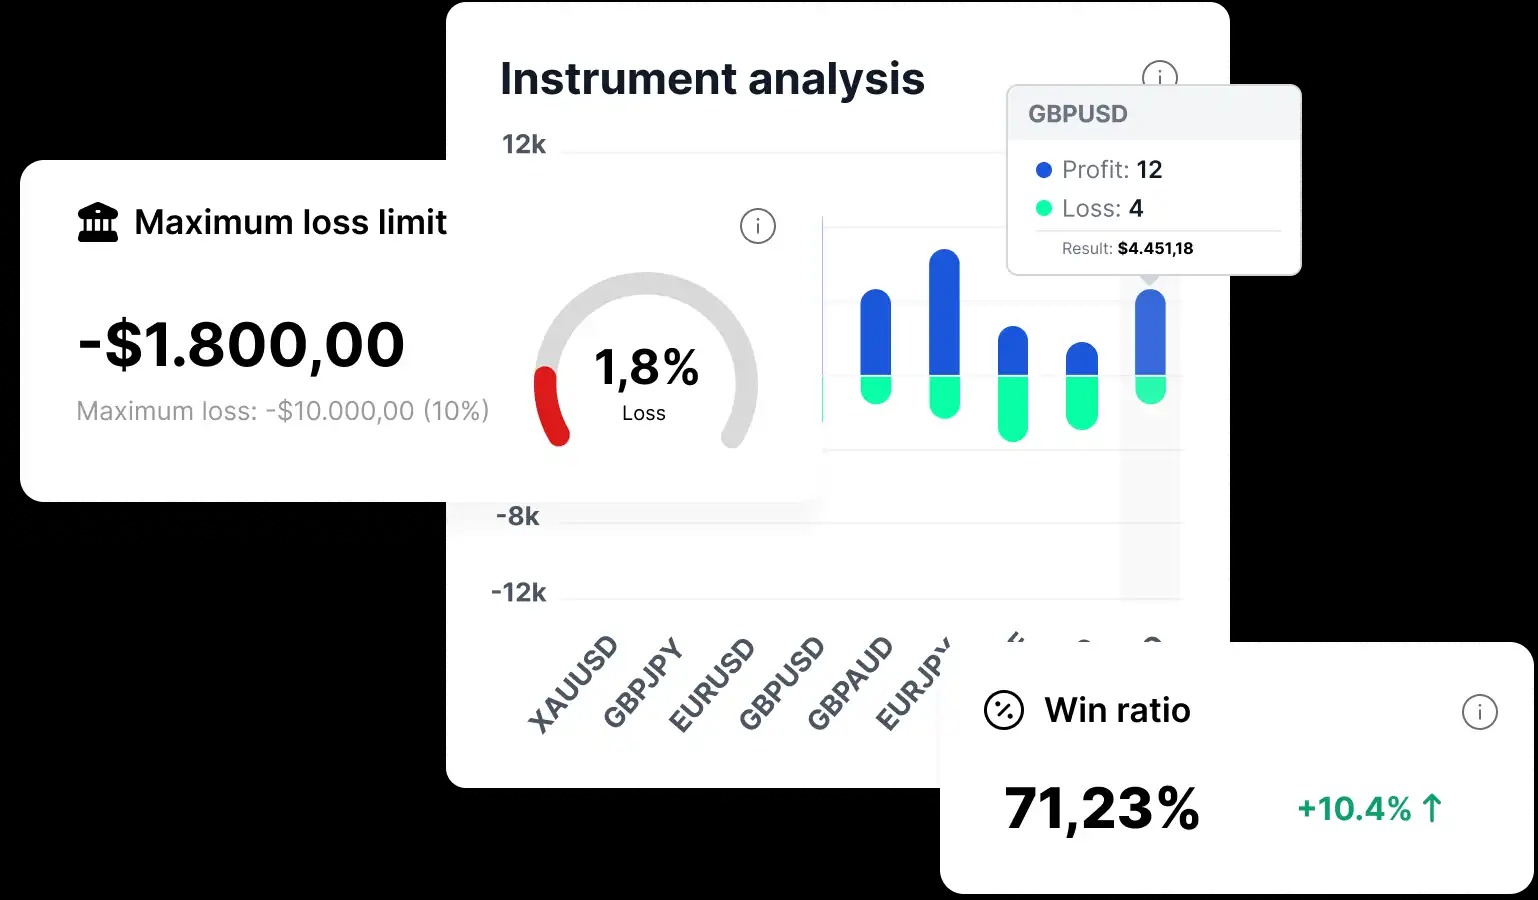 Instrument analysis
12k
GBPUSD
Profit: 12
Loss: 4
Result: $4.451,18
Maximum loss limit
-$1.800,00
Maximum loss: -$10.000,00 (10%)
1,8%
Loss
-8k
-12k
XAUUSD
GBPJPY
EURUSD
GBPUSD
GBPAUD
EURJPY
Win ratio
71,23%
+10.4%